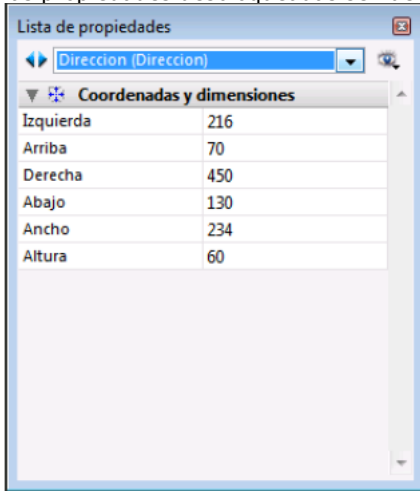 Lista de propiedades
Direccion (Direccion)
Coordenadas y dimensiones
Izquierda 216
Arriba 70
Derecha 450
Abajo 130
Ancho 234
Altura 60